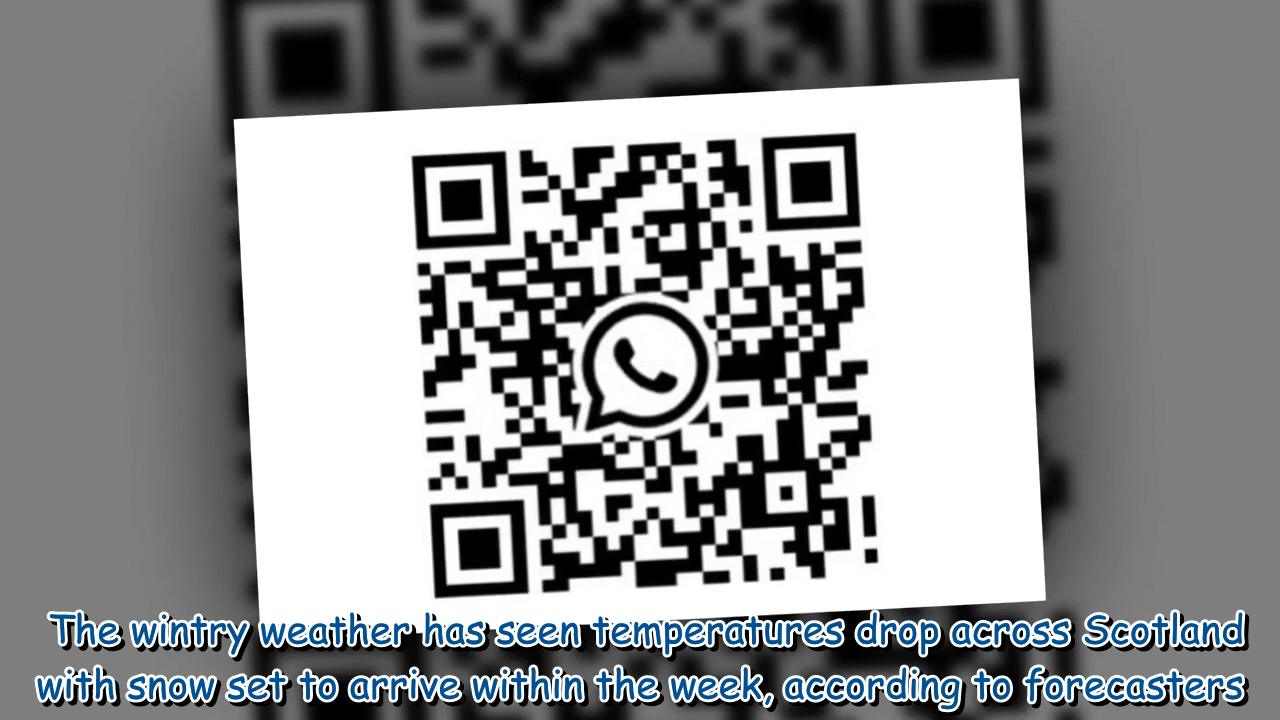 The wintry weather has seen temperatures drop across Scotland
with snow set to arrive within the week, according to forecasters